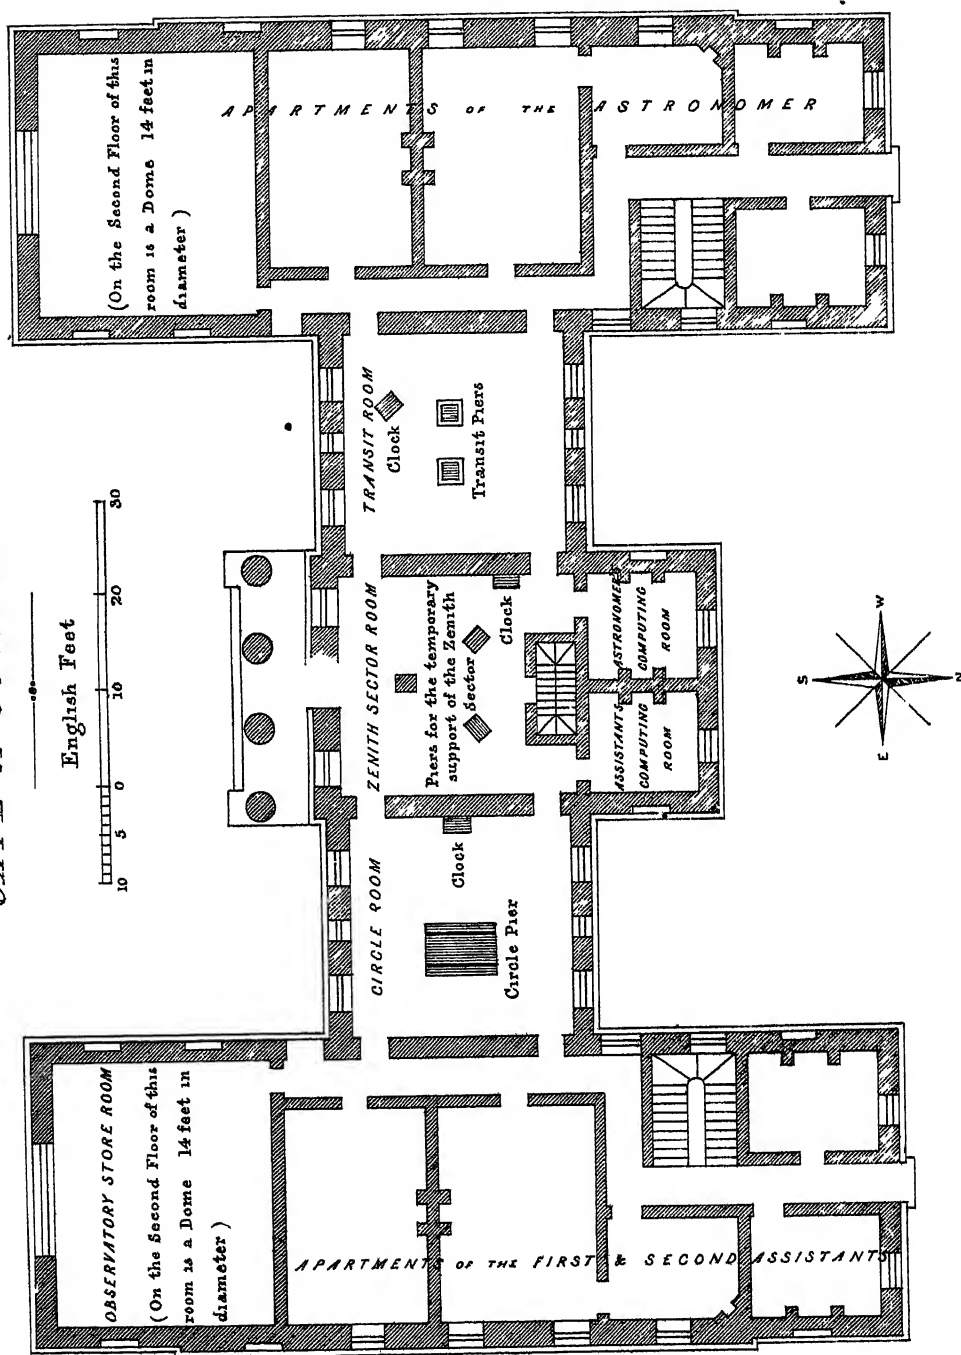 English Feet
10 5 0 10 20 30
OBSERVATORY STORE ROOM
(On the Second Floor of this
room is a Dome 14 feet in
diameter)
APARTMENTS OF THE FIRST & SECOND ASSISTANTS
CIRCLE ROOM
Clock
Circle Pier
ZENITH SECTOR ROOM
Piers for the temporary
support of the Zenith
Sector
Clock
ASSISTANTS
COMPUTING
ROOM
ASTRONOMERS
COMPUTING
ROOM
TRANSIT ROOM
Clock
Transit Piers
(On the Second Floor of this
room is a Dome 14 feet in
diameter)
APARTMENTS OF THE ASTRONOMER
S
W
E
N